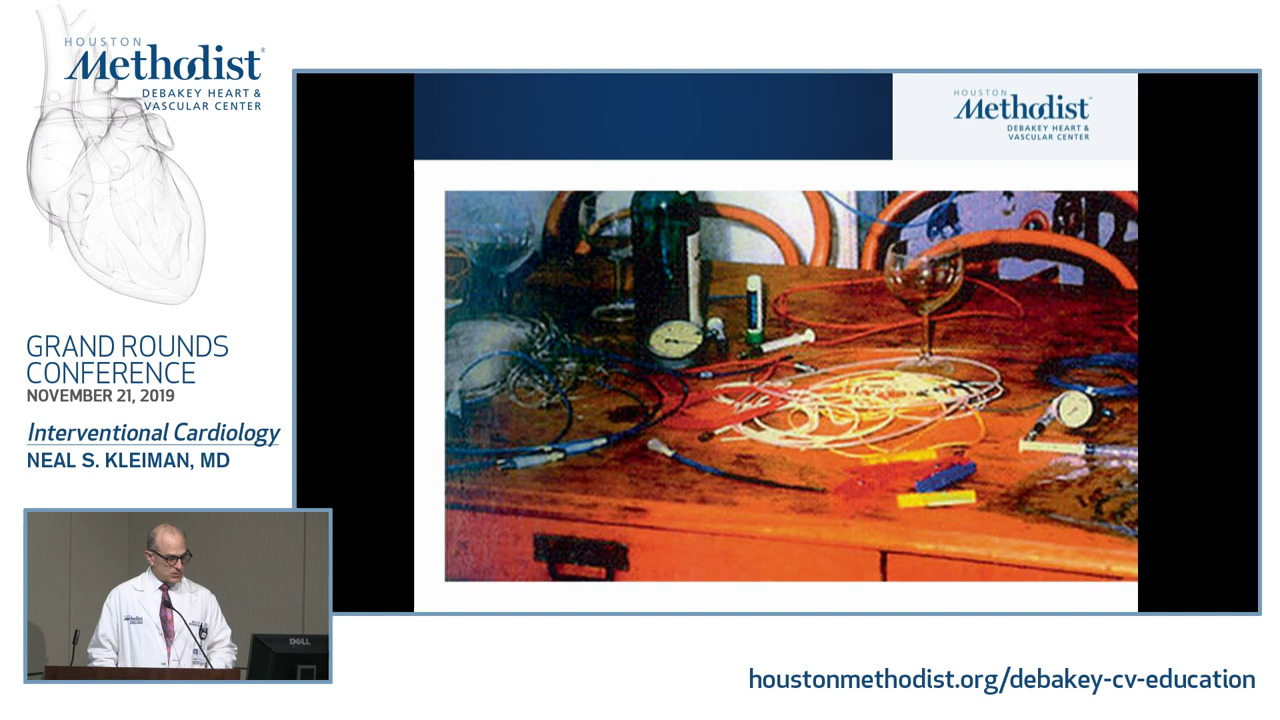 HOUSTON
Methodist®
DEBAKEY HEART &
VASCULAR CENTER
GRAND ROUNDS
CONFERENCE
NOVEMBER 21, 2019
Interventional Cardiology
NEAL S. KLEIMAN, MD
HOUSTON
Methodist
DEBAKEY HEART &
VASCULAR CENTER
DELL
houstonmethodist.org/debakey-cv-education